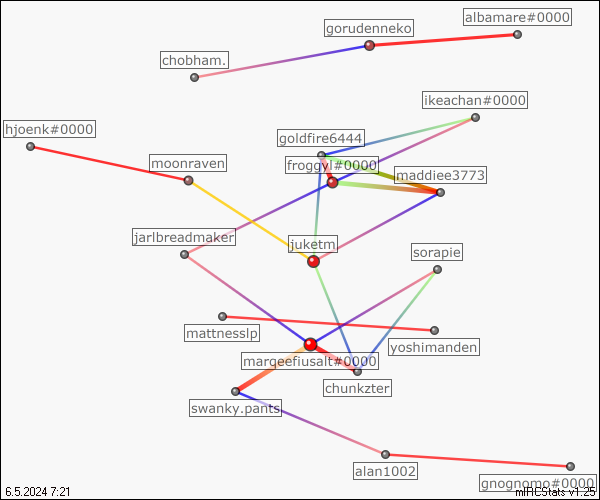 albamare#0000
gorudenneko
chobham.
ikeachan#0000
hjoenk#0000
goldfire6444
moonraven
froggyl#0000
maddiee3773
jarlbreadmaker
juketm
sorapie
mattnesslp
yoshimanden
margeefiusalt#0000
chunkzter
swanky.pants
alan1002
gnognomo#0000
6.5.2024 7:21
mIRCStats v1.25